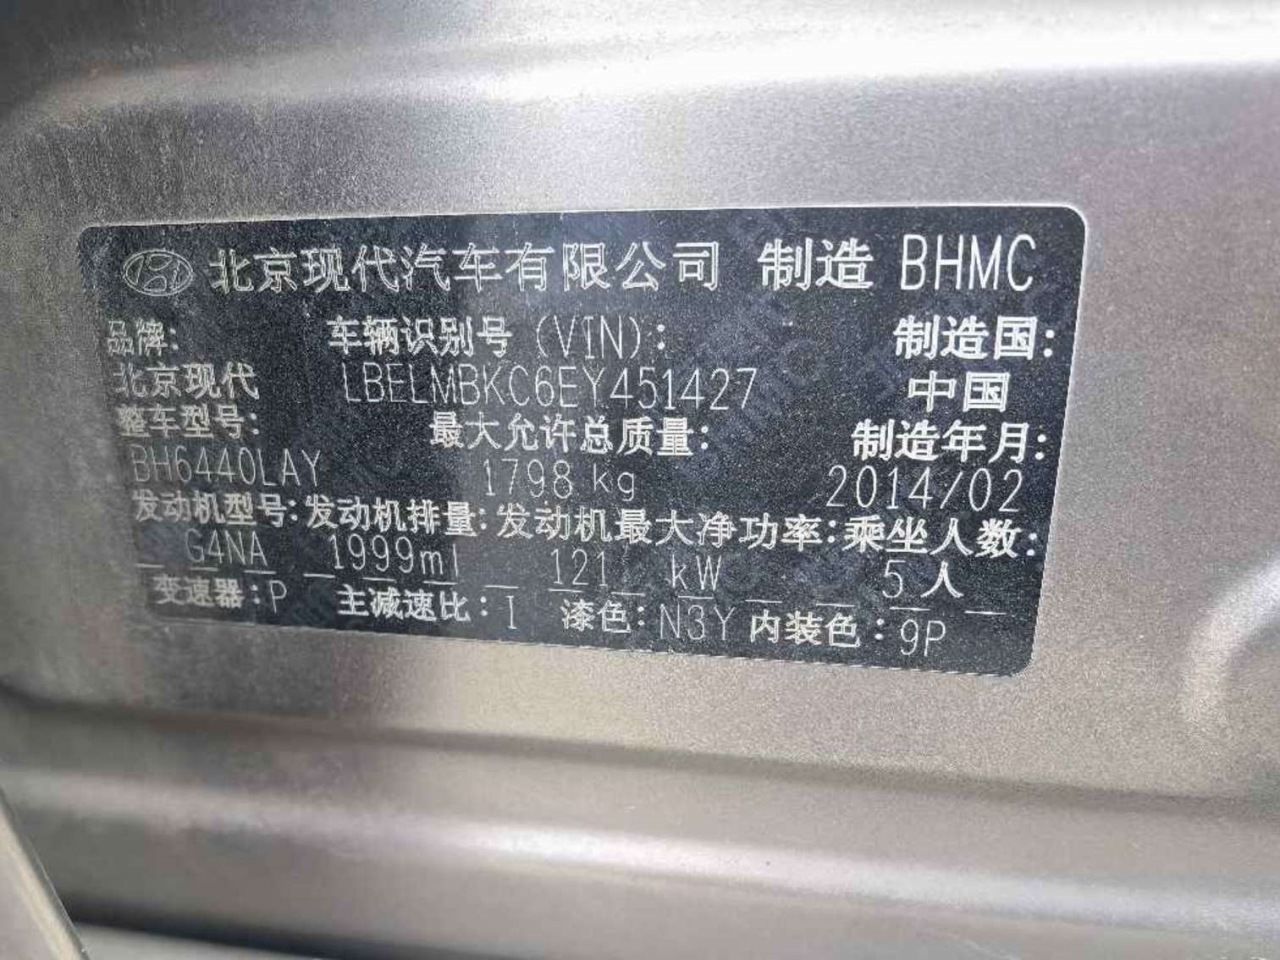 北京现代汽车有限公司 制造 BHMC
品牌: 车辆识别号(VIN): 制造国:
北京现代 LBELMBKC6EY451427 中国
整车型号: 最大允许总质量: 制造年月:
BH6440LAY 1798kg 2014/02
发动机型号:发动机排量:发动机最大净功率:乘坐人数:
G4NA 1999ml 121 kW 5人
变速器:P 主减速比:I 漆色:N3Y 内装色:9P